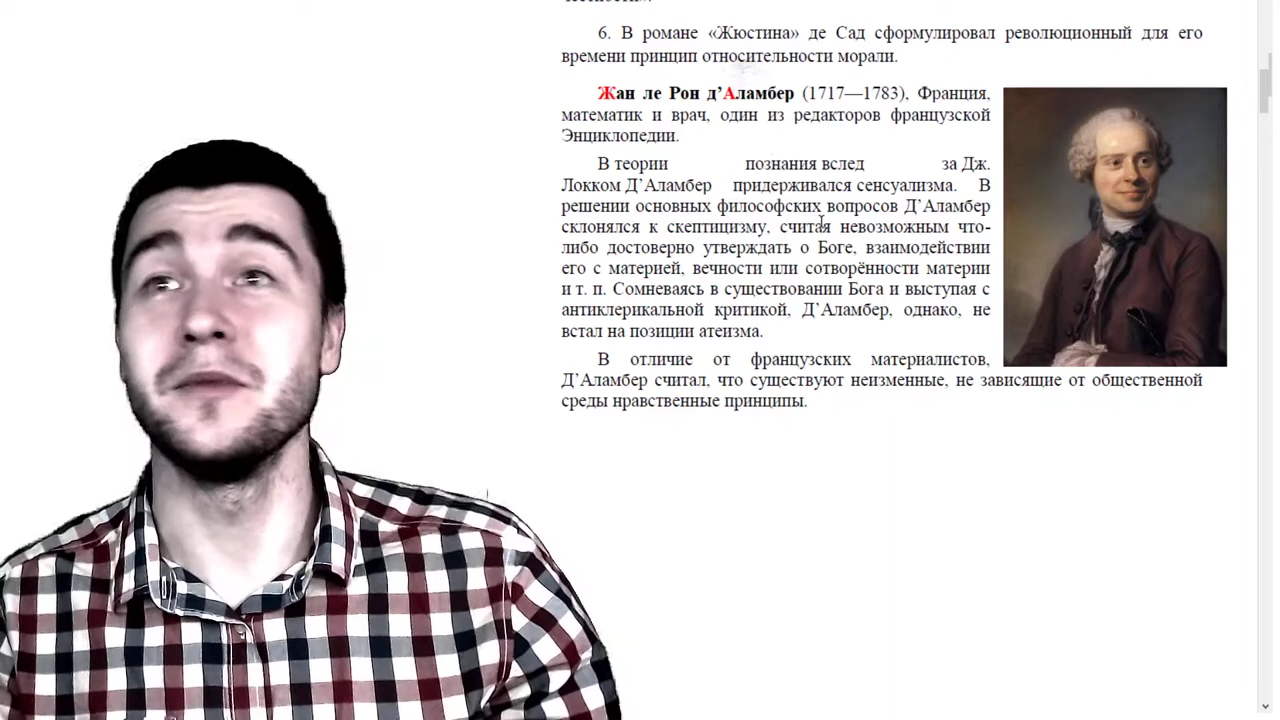 6. В романе «Жюстина» де Сад сформулировал революционный для его
времени принцип относительности морали.
Жан ле Рон д’Аламбер (1717—1783), Франция,
математик и врач, один из редакторов французской
Энциклопедии.
В теории познания вслед за Дж.
Локком Д’Аламбер придерживался сенсуализма. В
решении основных философских вопросов Д’Аламбер
склонялся к скептицизму, считая невозможным что-
либо достоверно утверждать о Боге, взаимодействии
его с материей, вечности или сотворённости материи
и т. п. Сомневаясь в существовании Бога и выступая с
антиклерикальной критикой, Д’Аламбер, однако, не
встал на позиции атеизма.
В отличие от французских материалистов,
Д’Аламбер считал, что существуют неизменные, не зависящие от общественной
среды нравственные принципы.